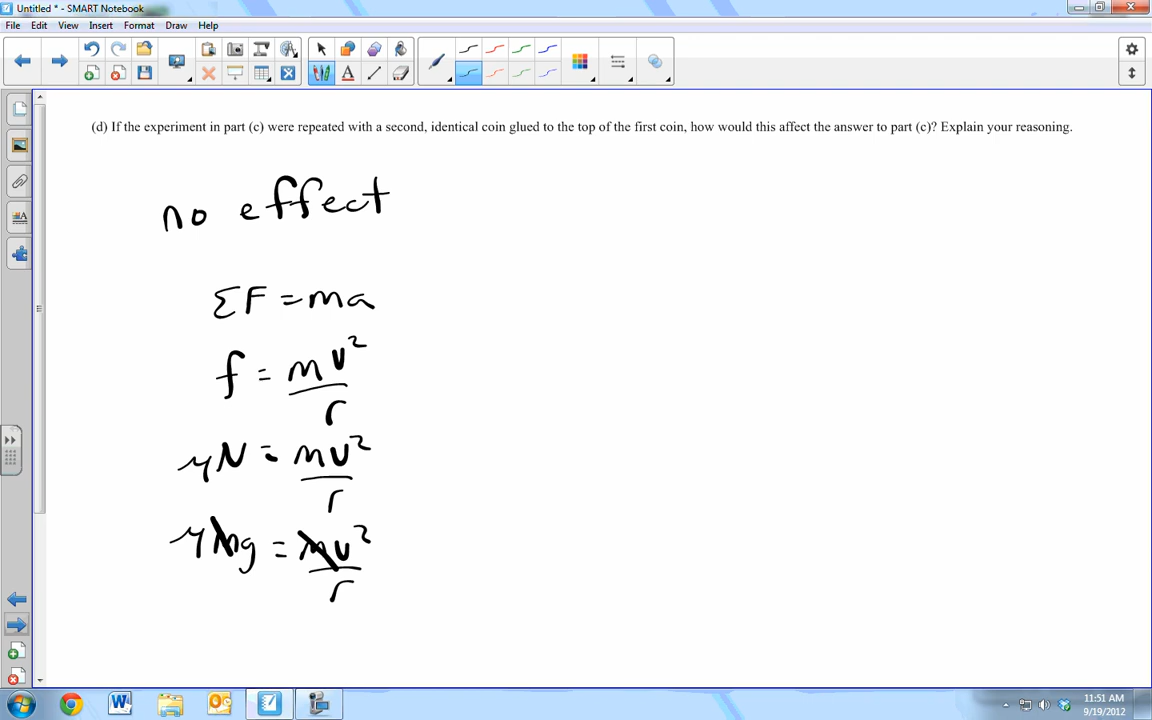 Untitled * - SMART Notebook
File Edit View Insert Format Draw Help
(d) If the experiment in part (c) were repeated with a second, identical coin glued to the top of the first coin, how would this affect the answer to part (c)? Explain your reasoning.
no effect
ΣF = ma
f = mv²/r
μN = mv²/r
μmg = mv²/r
11:51 AM
9/19/2012